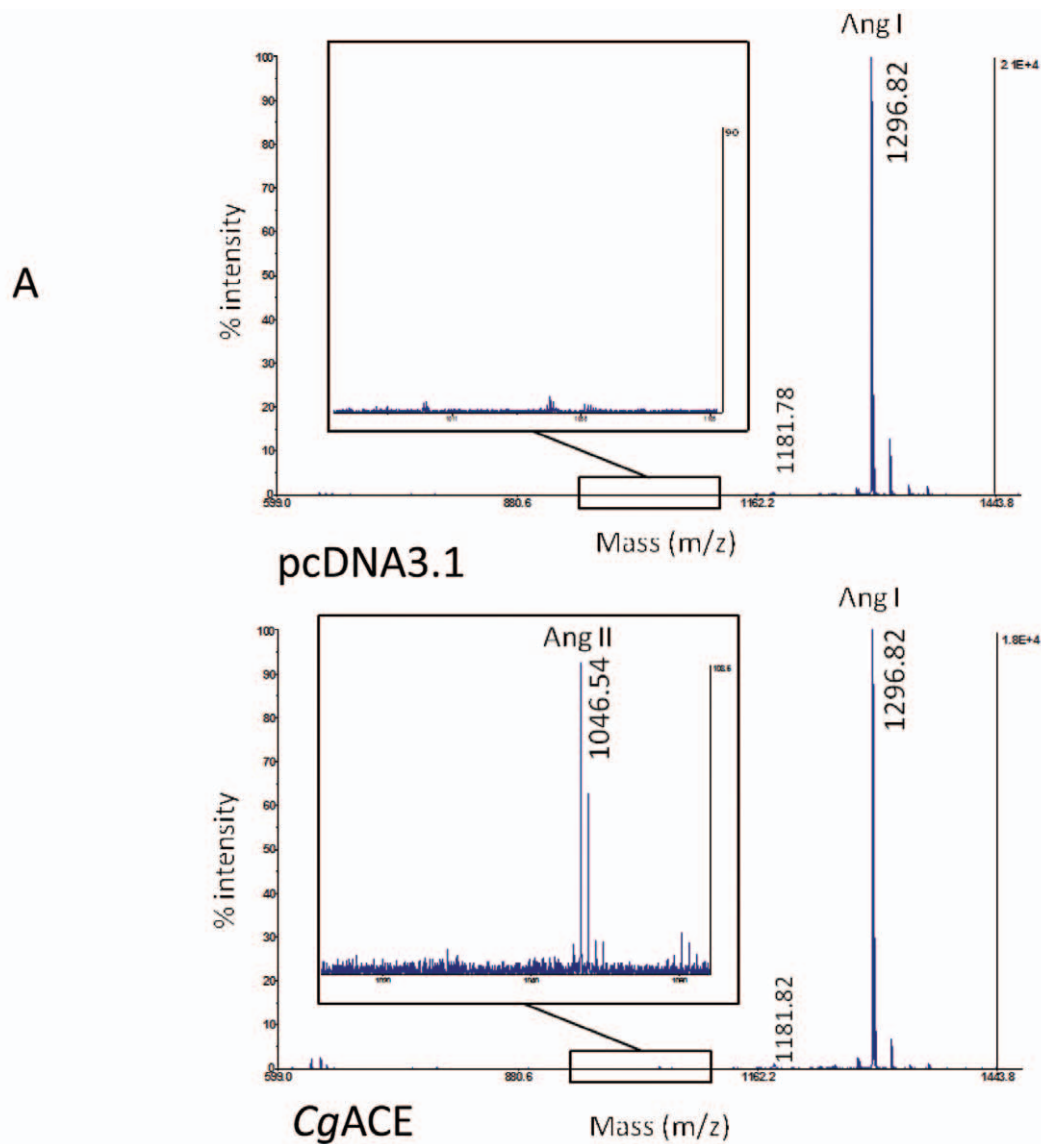 A
Ang I
1296.82
2.1E+4
100
90
80
70
60
50
40
30
20
10
0
% intensity
1181.78
599.0
880.6
1162.2
1443.8
Mass (m/z)
pcDNA3.1
Ang I
1296.82
1.8E+4
Ang II
1046.54
100
90
80
70
60
50
40
30
20
10
0
% intensity
1181.82
599.0
880.6
1162.2
1443.8
CgACE
Mass (m/z)